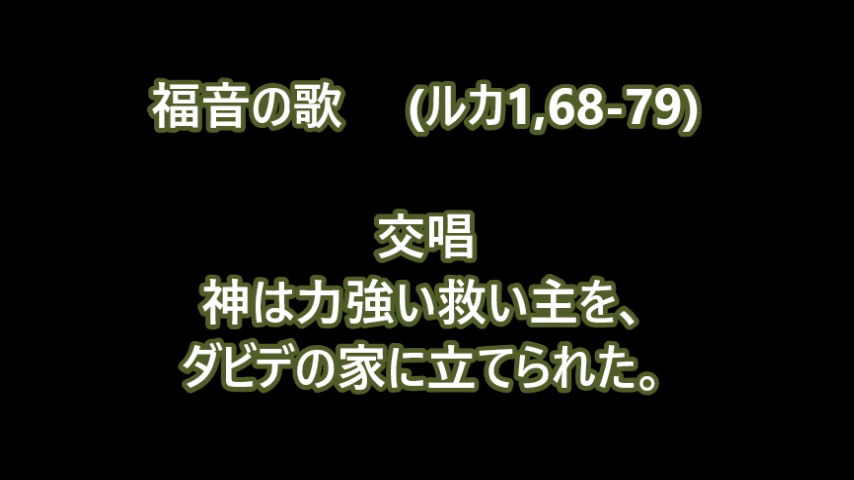 福音の歌　(ルカ1,68-79)
交唱
神は力強い救い主を、
ダビデの家に立てられた。